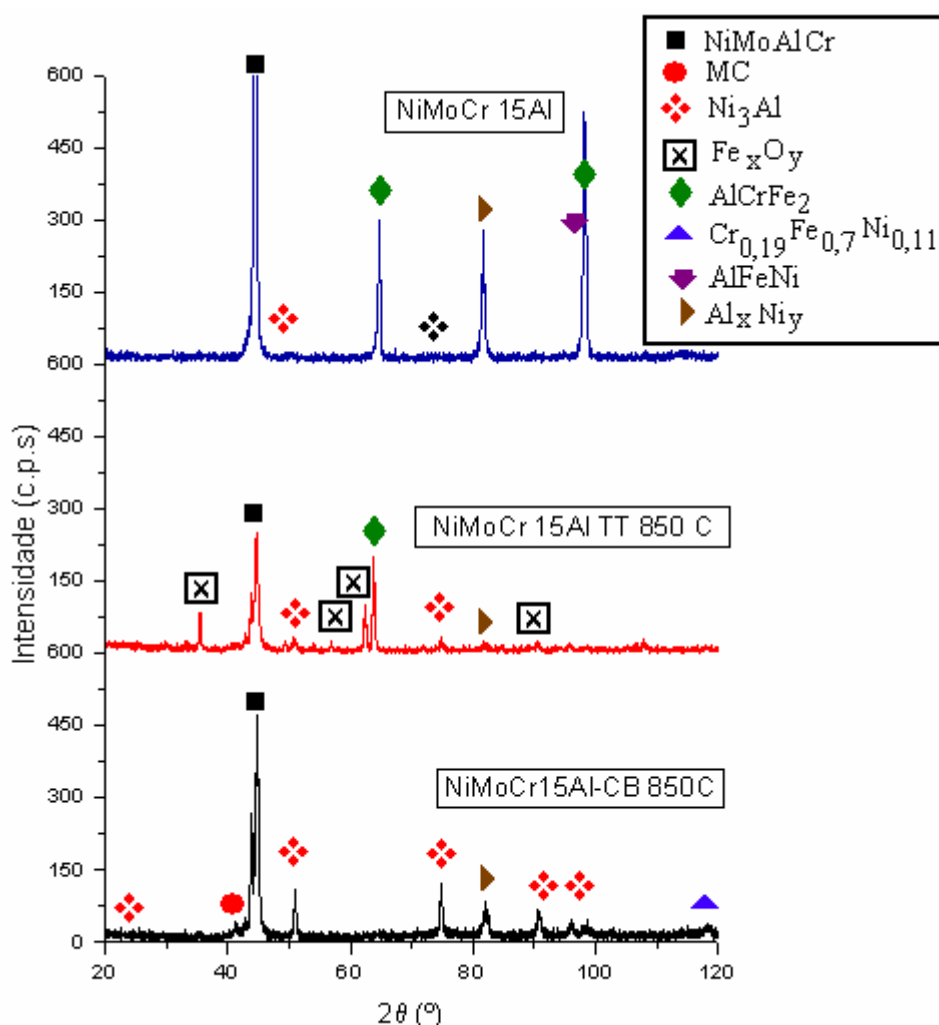 NiMoAlCr
MC
Ni3Al
FexOy
AlCrFe2
Cr0,19Fe0,7Ni0,11
AlFeNi
AlxNiy
NiMoCr 15Al
NiMoCr 15Al TT 850 C
NiMoCr15Al-CB 850C
600
450
300
150
600
450
300
150
600
450
300
150
0
20
40
60
80
100
120
Intensidade (c.p.s)
2θ (º)